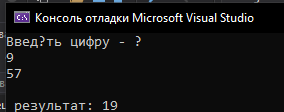 Консоль отладки Microsoft Visual Studio
Введ?ть цифру - ?
9
57
результат: 19